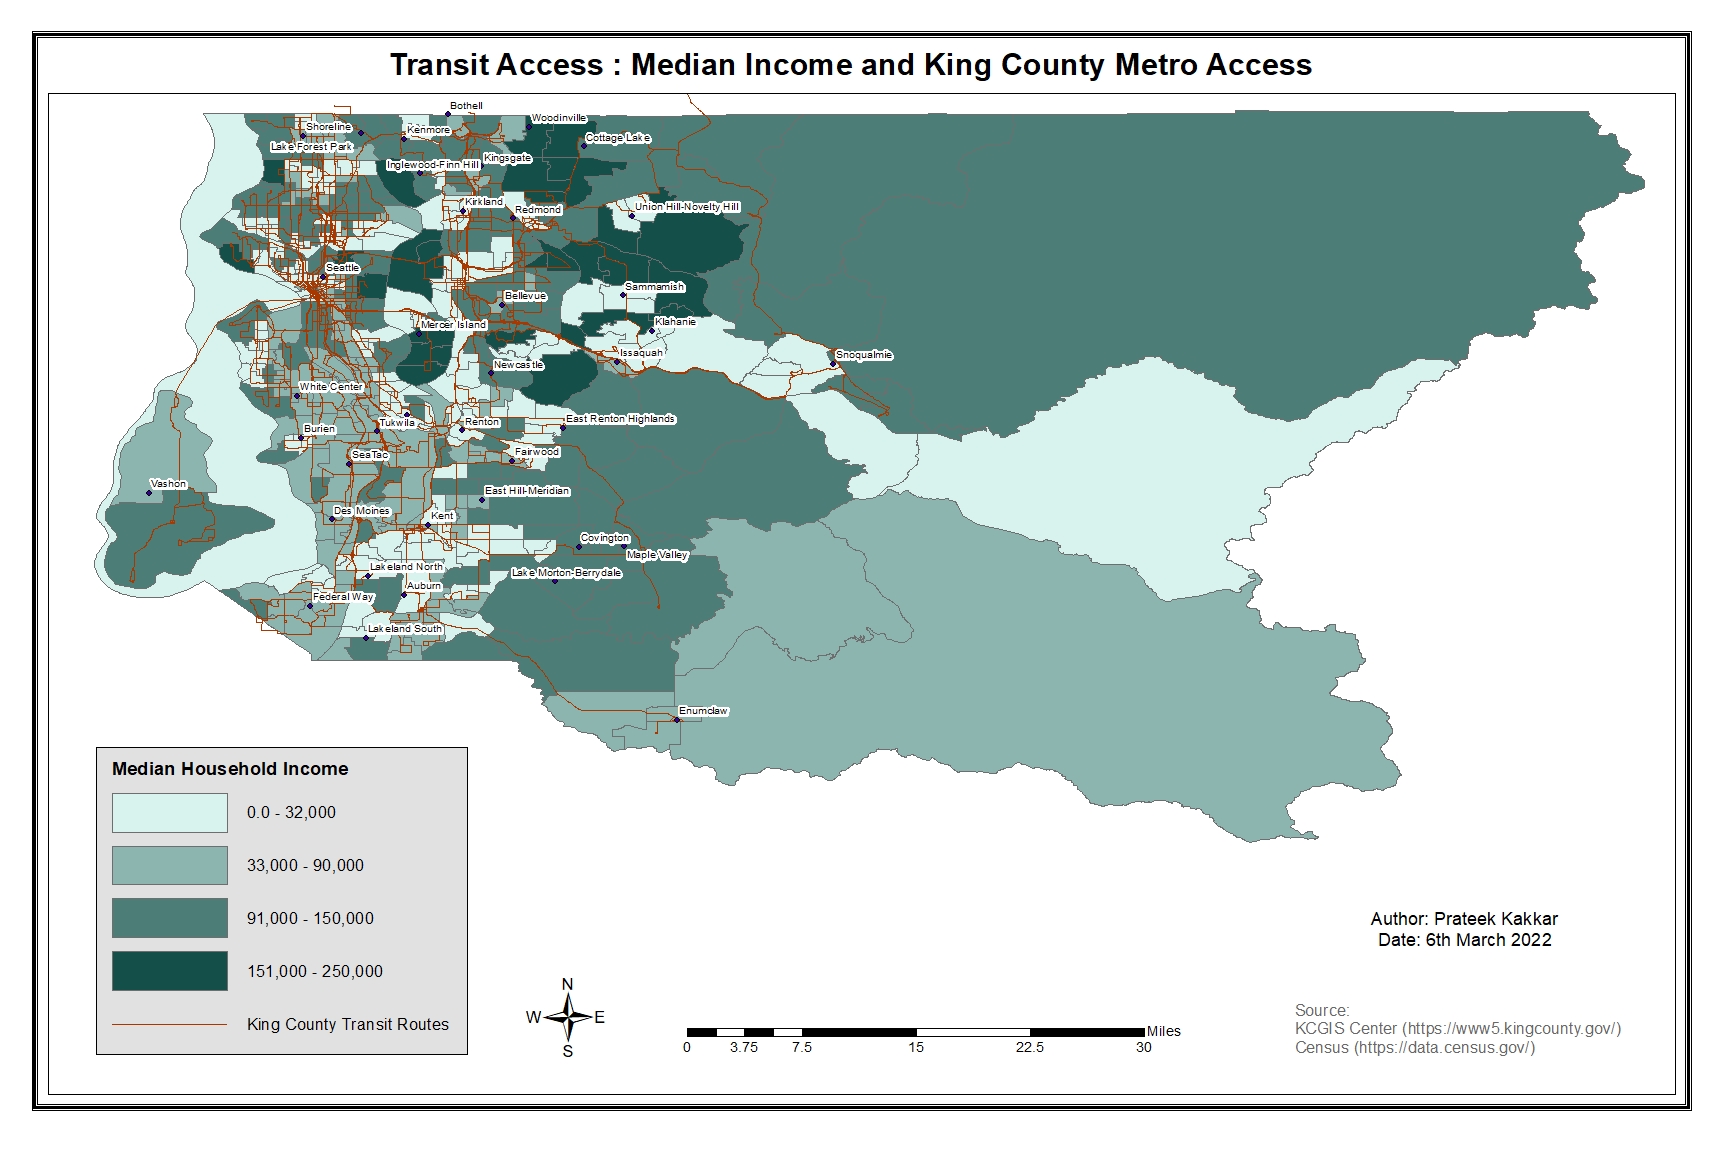 Transit Access : Median Income and King County Metro Access
Bothell
Woodinville
Shoreline
Kenmore
Cottage Lake
Lake Forest Park
Kingsgate
Inglewood-Finn Hill
Kirkland
Redmond
Union Hill-Novelty Hill
Seattle
Sammamish
Bellevue
Klahanie
Mercer Island
Issaquah
Snoqualmie
Newcastle
White Center
East Renton Highlands
Tukwila
Renton
Burien
Fairwood
SeaTac
Vashon
East Hill-Meridian
Des Moines
Kent
Covington
Maple Valley
Lakeland North
Lake Morton-Berrydale
Auburn
Federal Way
Lakeland South
Enumclaw
Median Household Income
0.0 - 32,000
33,000 - 90,000
91,000 - 150,000
151,000 - 250,000
King County Transit Routes
N
W E
S
Miles
0 3.75 7.5 15 22.5 30
Author: Prateek Kakkar
Date: 6th March 2022
Source:
KCGIS Center (https://www5.kingcounty.gov/)
Census (https://data.census.gov/)